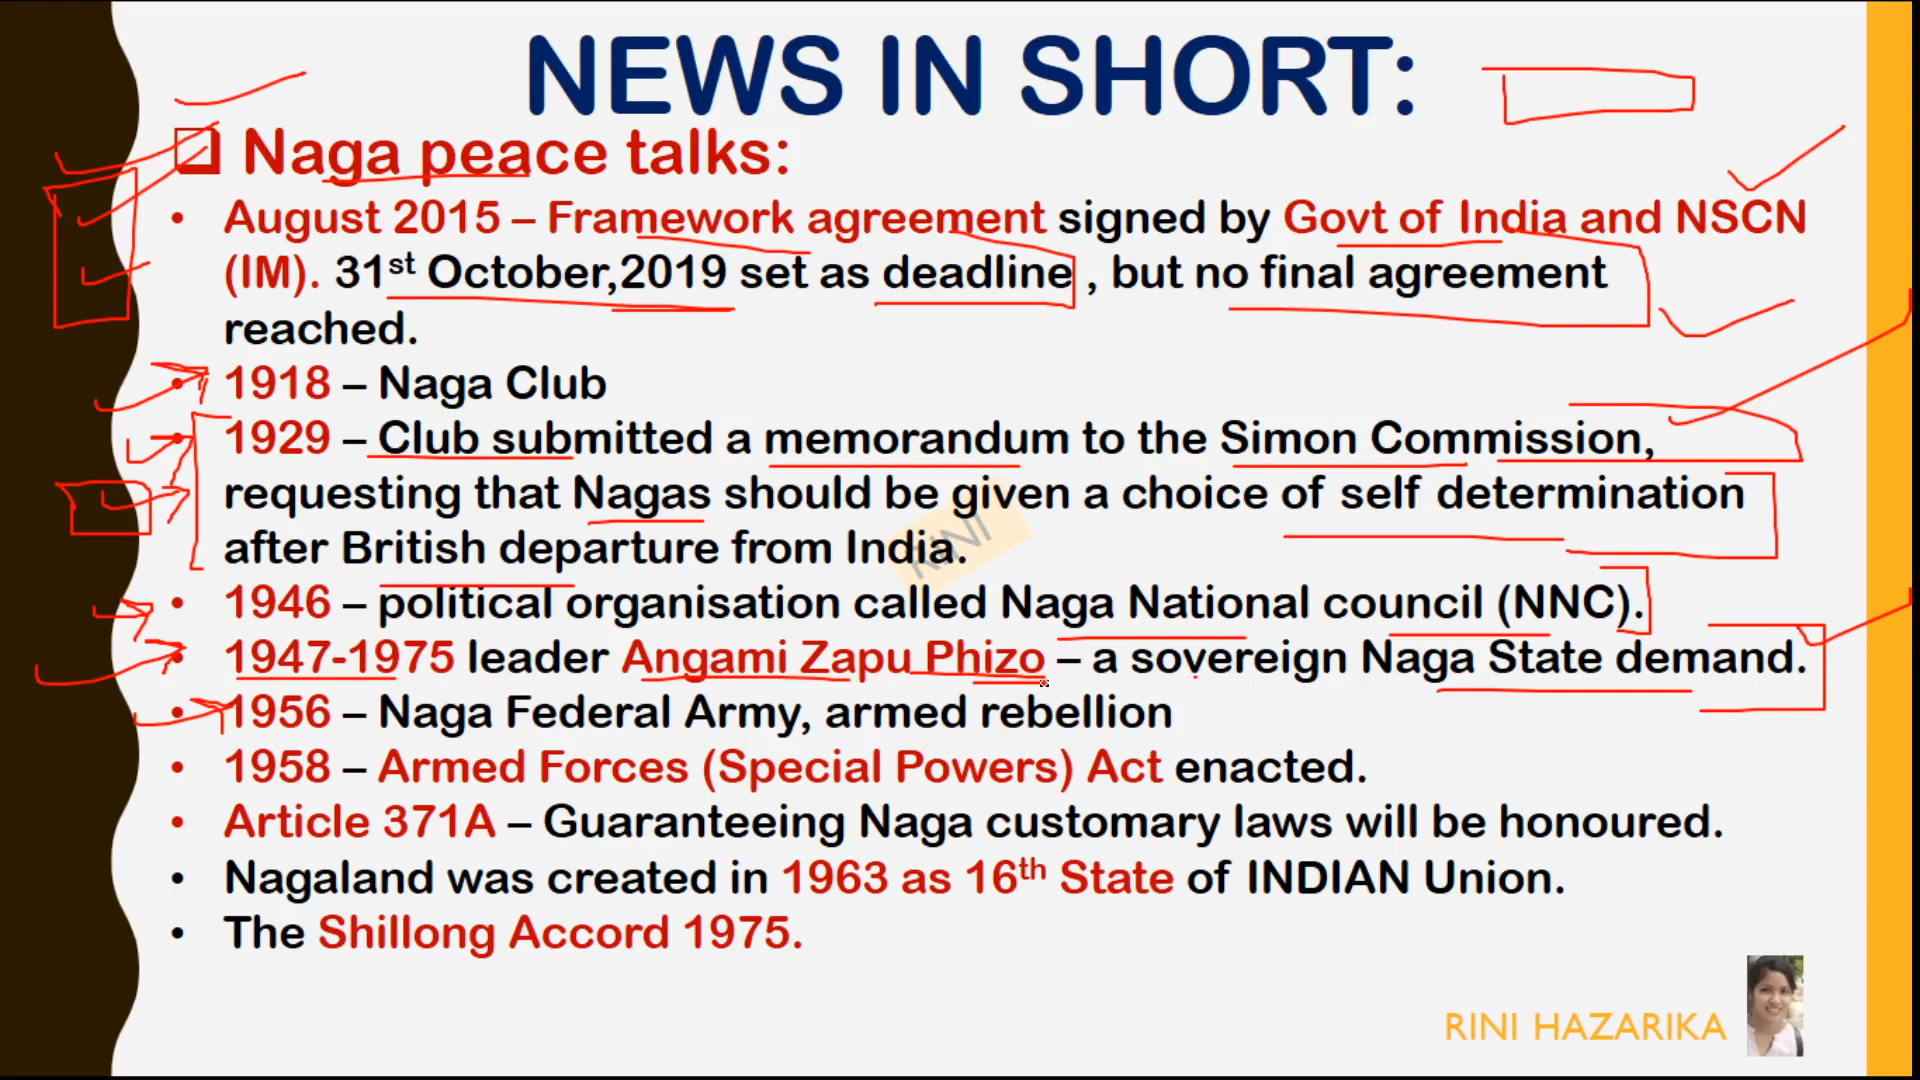 NEWS IN SHORT:
Naga peace talks:
• August 2015 – Framework agreement signed by Govt of India and NSCN
(IM). 31st October,2019 set as deadline , but no final agreement
reached.
• 1918 – Naga Club
• 1929 – Club submitted a memorandum to the Simon Commission,
requesting that Nagas should be given a choice of self determination
after British departure from India.
• 1946 – political organisation called Naga National council (NNC).
• 1947-1975 leader Angami Zapu Phizo – a sovereign Naga State demand.
• 1956 – Naga Federal Army, armed rebellion
• 1958 – Armed Forces (Special Powers) Act enacted.
• Article 371A – Guaranteeing Naga customary laws will be honoured.
• Nagaland was created in 1963 as 16th State of INDIAN Union.
• The Shillong Accord 1975.
RINI
RINI HAZARIKA